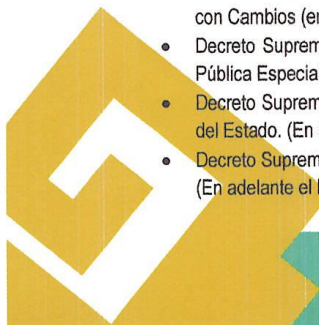 con Cambios (en
• Decreto Suprem
Pública Especia
• Decreto Suprem
del Estado. (En
• Decreto Suprem
(En adelante el